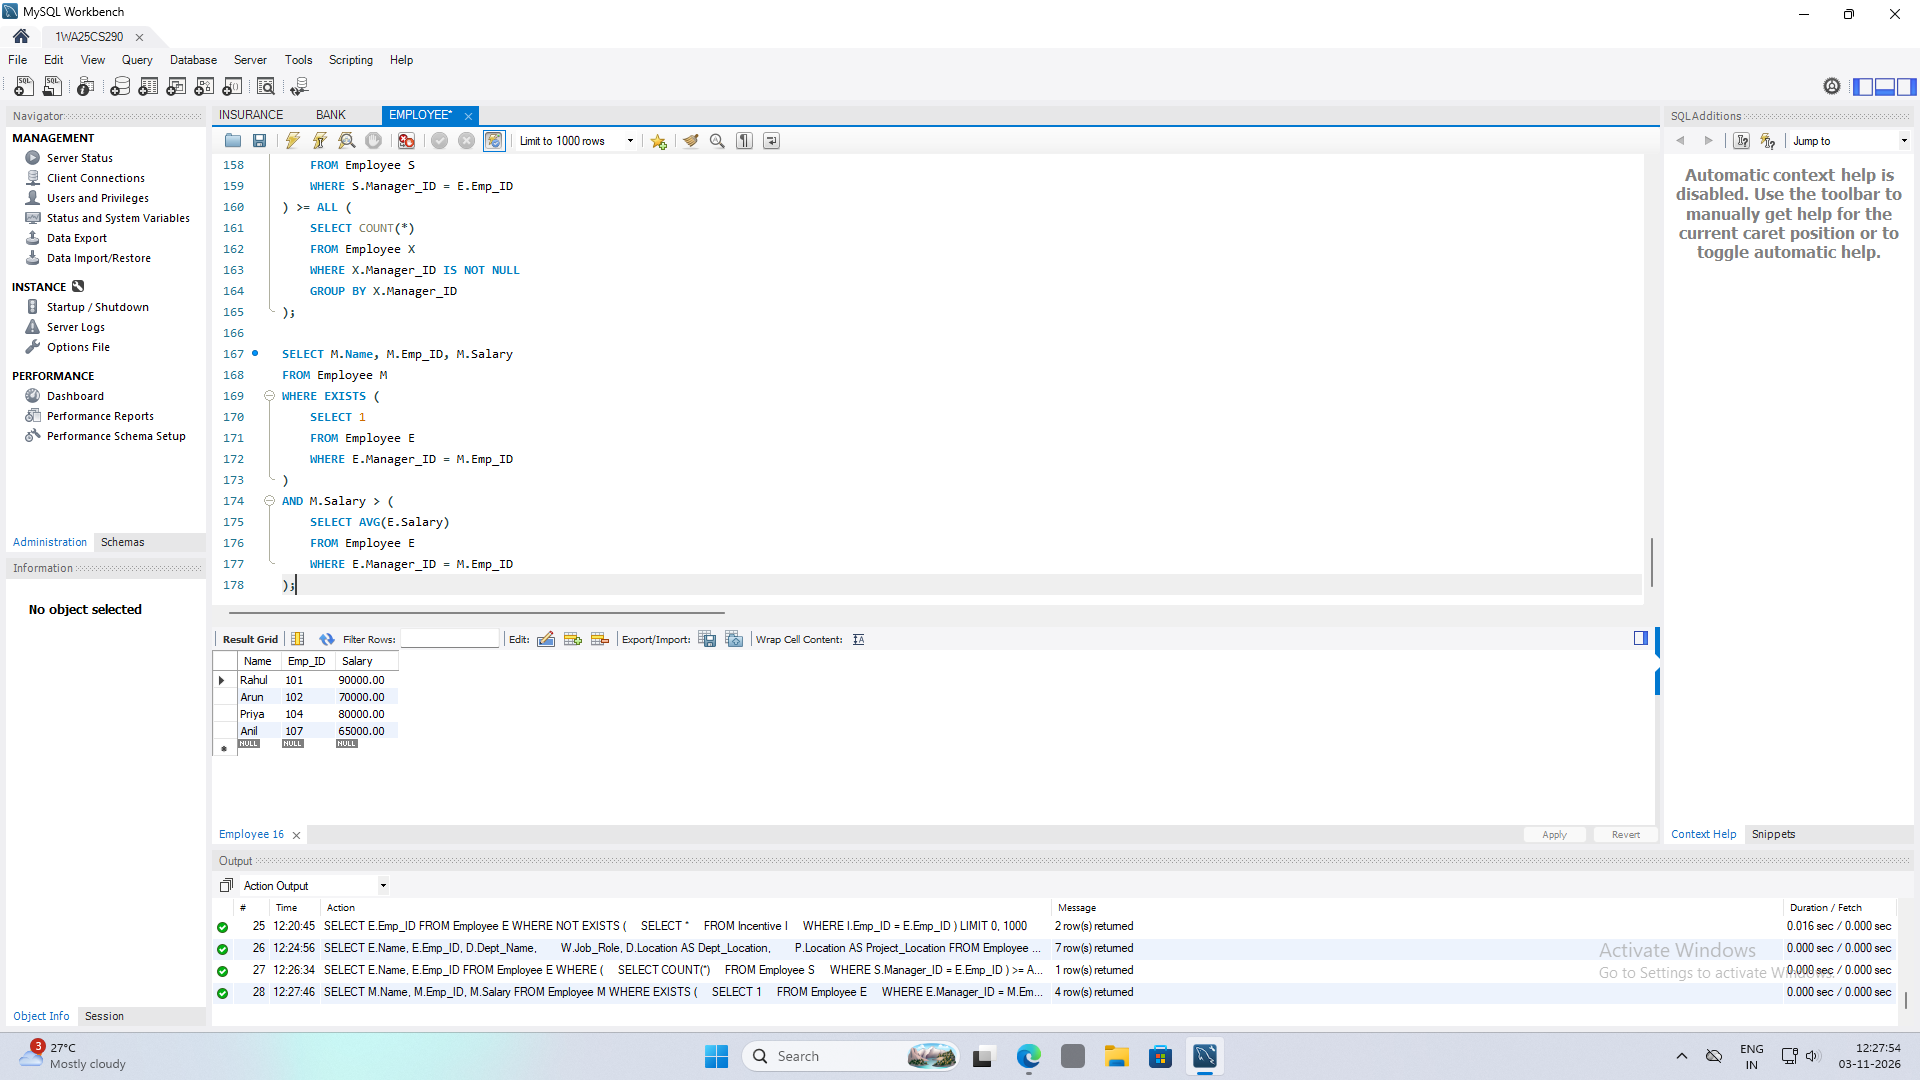 MySQL Workbench
1WA25CS290
File Edit View Query Database Server Tools Scripting Help
Navigator
MANAGEMENT
Server Status
Client Connections
Users and Privileges
Status and System Variables
Data Export
Data Import/Restore
INSTANCE
Startup / Shutdown
Server Logs
Options File
PERFORMANCE
Dashboard
Performance Reports
Performance Schema Setup
Administration Schemas
Information
No object selected
Object Info Session
INSURANCE BANK EMPLOYEE*
Limit to 1000 rows
158 FROM Employee S
159 WHERE S.Manager_ID = E.Emp_ID
160 ) >= ALL (
161 SELECT COUNT(*)
162 FROM Employee X
163 WHERE X.Manager_ID IS NOT NULL
164 GROUP BY X.Manager_ID
165 );
166
167 SELECT M.Name, M.Emp_ID, M.Salary
168 FROM Employee M
169 WHERE EXISTS (
170 SELECT 1
171 FROM Employee E
172 WHERE E.Manager_ID = M.Emp_ID
173 )
174 AND M.Salary > (
175 SELECT AVG(E.Salary)
176 FROM Employee E
177 WHERE E.Manager_ID = M.Emp_ID
178 );
Result Grid Filter Rows: Edit: Export/Import: Wrap Cell Content:
Name Emp_ID Salary
Rahul 101 90000.00
Arun 102 70000.00
Priya 104 80000.00
Anil 107 65000.00
NULL NULL NULL
Employee 16 Apply Revert
SQLAdditions
Jump to
Automatic context help is
disabled. Use the toolbar to
manually get help for the
current caret position or to
toggle automatic help.
Context Help Snippets
Output
Action Output
# Time Action Message Duration / Fetch
25 12:20:45 SELECT E.Emp_ID FROM Employee E WHERE NOT EXISTS ( SELECT * FROM Incentive I WHERE I.Emp_ID = E.Emp_ID ) LIMIT 0, 1000 2 row(s) returned 0.016 sec / 0.000 sec
26 12:24:56 SELECT E.Name, E.Emp_ID, D.Dept_Name, W.Job_Role, D.Location AS Dept_Location, P.Location AS Project_Location FROM Employee ... 7 row(s) returned 0.000 sec / 0.000 sec
27 12:26:34 SELECT E.Name, E.Emp_ID FROM Employee E WHERE ( SELECT COUNT(*) FROM Employee S WHERE S.Manager_ID = E.Emp_ID ) >= A... 1 row(s) returned 0.000 sec / 0.000 sec
28 12:27:46 SELECT M.Name, M.Emp_ID, M.Salary FROM Employee M WHERE EXISTS ( SELECT 1 FROM Employee E WHERE E.Manager_ID = M.Em... 4 row(s) returned 0.000 sec / 0.000 sec
Activate Windows
Go to Settings to activate Windows.
3
27°C
Mostly cloudy
Search
ENG
IN
12:27:54
03-11-2026